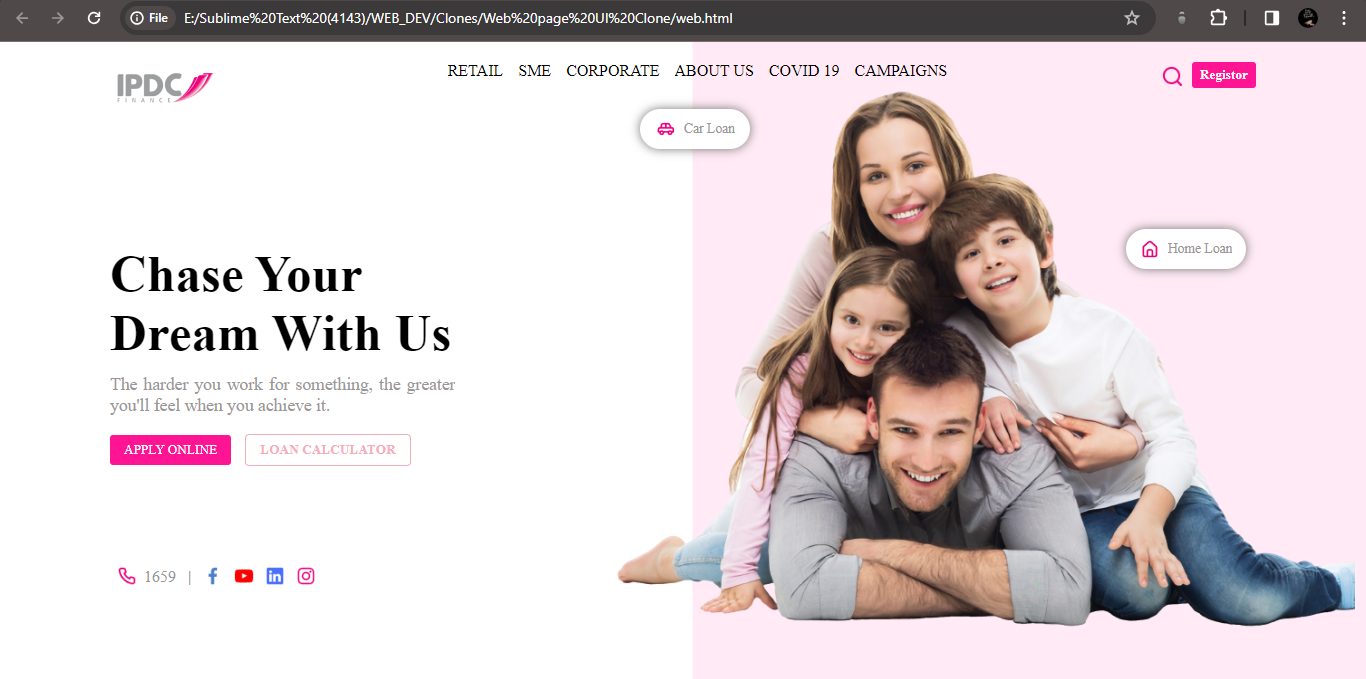 File E:/Sublime%20Text%20(4143)/WEB_DEV/Clones/Web%20page%20UI%20Clone/web.html
IPDC
FINANCE
RETAIL SME CORPORATE ABOUT US COVID 19 CAMPAIGNS
Registor
Car Loan
Home Loan
Chase Your
Dream With Us
The harder you work for something, the greater
you'll feel when you achieve it.
APPLY ONLINE LOAN CALCULATOR
1659 |